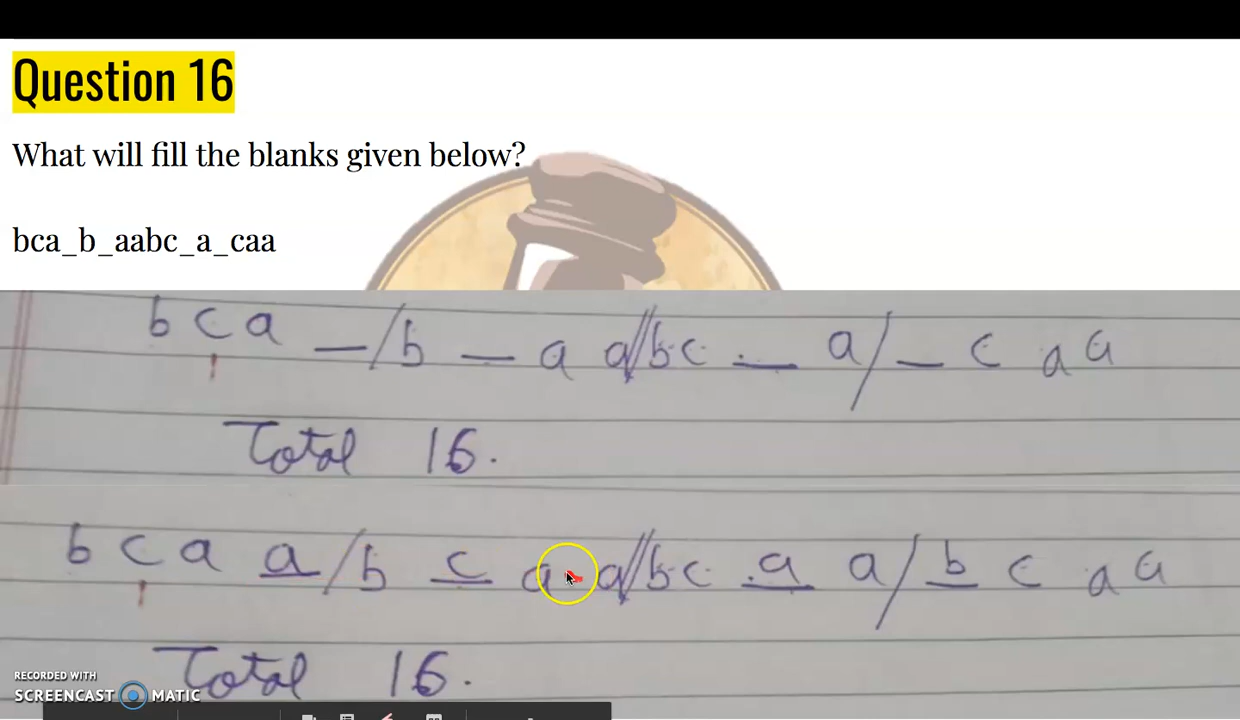 Question 16
What will fill the blanks given below?
bca_b_aabc_a_caa
b c a _ / b _ a a // b c _ a / _ c a a
Total 16.
b c a a / b c a a // b c a a / b c a a
Total 16.
RECORDED WITH
SCREENCAST MATIC